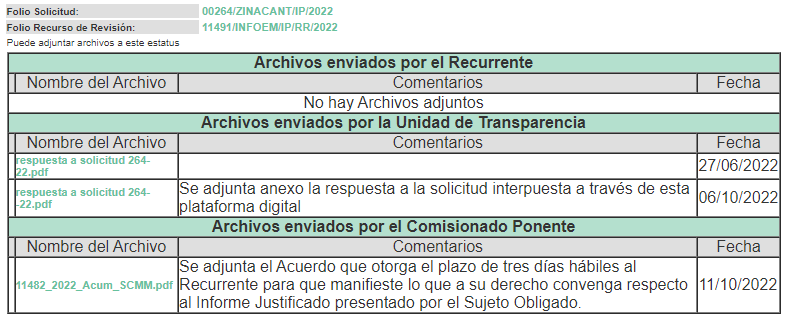 Folio Solicitud: 00264/ZINACANT/IP/2022
Folio Recurso de Revisión: 11491/INFOEM/IP/RR/2022
Puede adjuntar archivos a este estatus
Archivos enviados por el Recurrente
Nombre del Archivo Comentarios Fecha
No hay Archivos adjuntos
Archivos enviados por la Unidad de Transparencia
Nombre del Archivo Comentarios Fecha
respuesta a solicitud 264-
22.pdf 27/06/2022
respuesta a solicitud 264-
-22.pdf
Se adjunta anexo la respuesta a la solicitud interpuesta a través de esta
plataforma digital
06/10/2022
Archivos enviados por el Comisionado Ponente
Nombre del Archivo Comentarios Fecha
11482_2022_Acum_SCMM.pdf
Se adjunta el Acuerdo que otorga el plazo de tres días hábiles al
Recurrente para que manifieste lo que a su derecho convenga respecto
al Informe Justificado presentado por el Sujeto Obligado.
11/10/2022